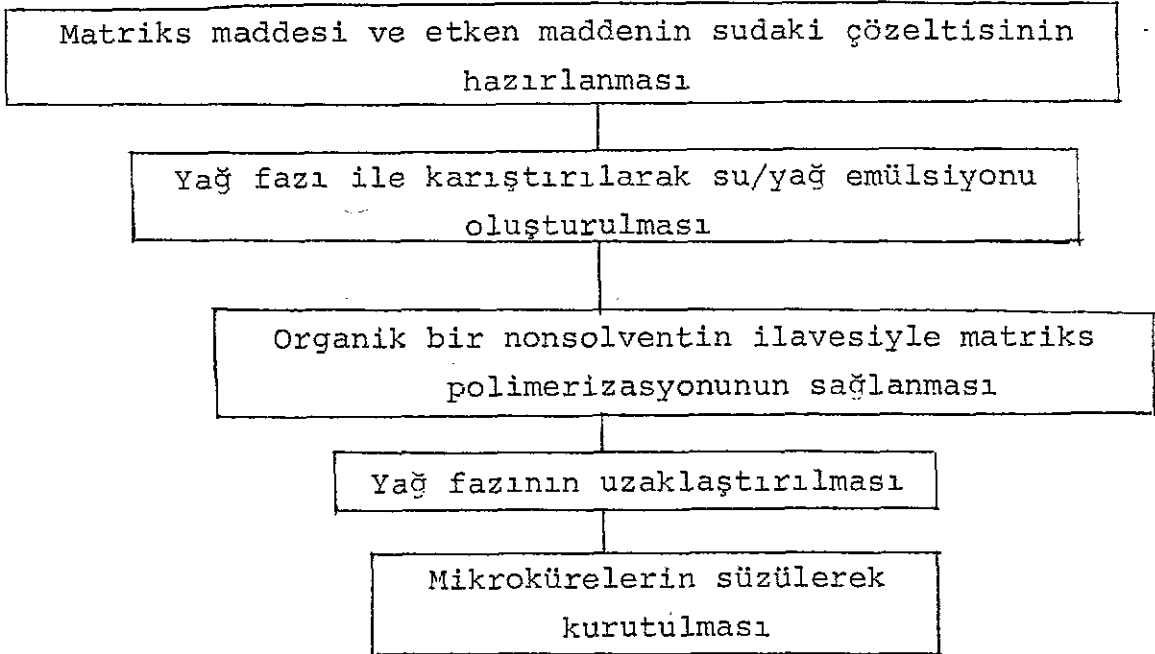 Matriks maddesi ve etken maddenin sudaki çözeltisinin
hazırlanması
Yağ fazı ile karıştırılarak su/yağ emülsiyonu
oluşturulması
Organik bir nonsolventin ilavesiyle matriks
polimerizasyonunun sağlanması
Yağ fazının uzaklaştırılması
Mikrokürelerin süzülerek
kurutulması